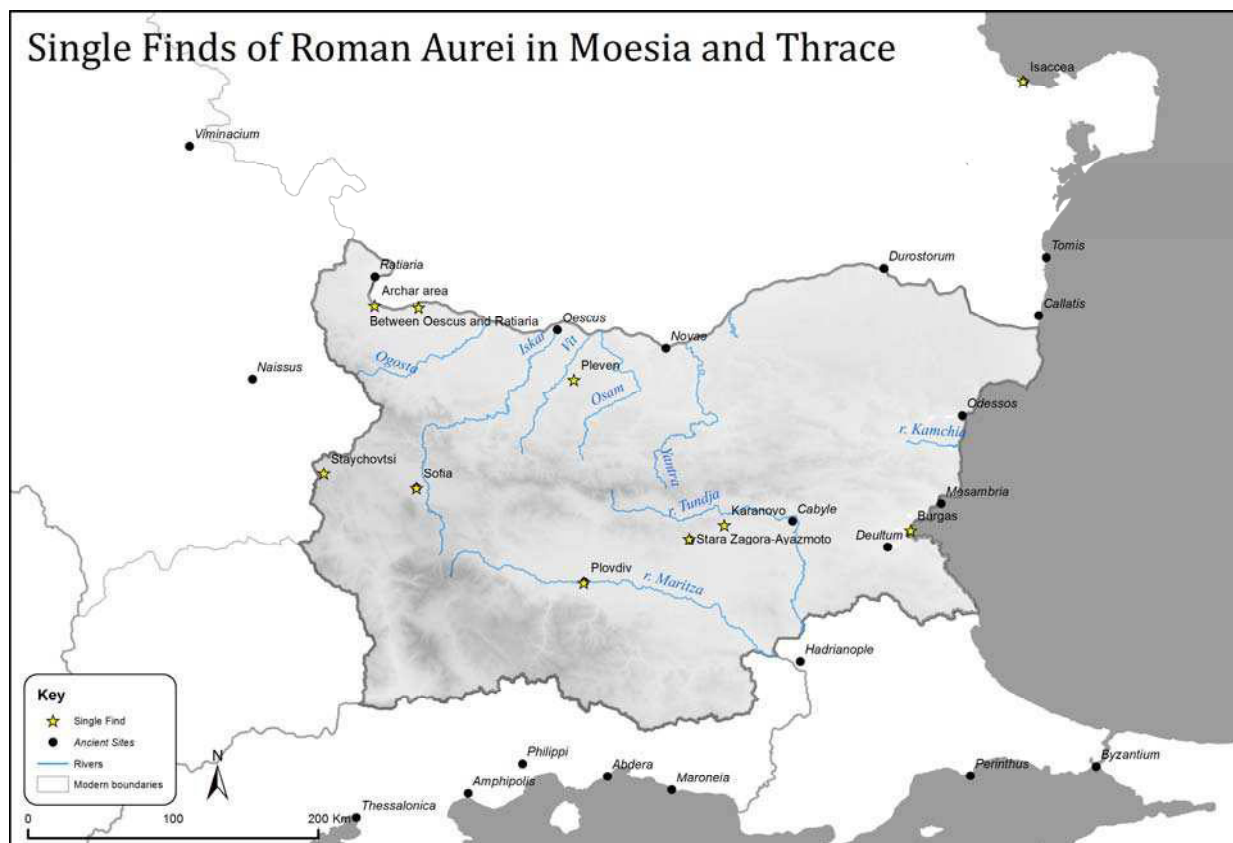 Single Finds of Roman Aurei in Moesia and Thrace
Isaccea
Viminacium
Tomis
Durostorum
Ratiaria
Archar area
Callatis
Between Oescus and Ratiaria
Oescus
Iskar
Vit
Novae
Ogosta
Pleven
Naissus
Osam
Odessos
r. Kamchia
Staychovtsi
Sofia
Yantra
Mesambria
r. Tundja
Karanovo
Cabyle
Burgas
Deultum
Stara Zagora-Ayazmoto
Plovdiv
r. Maritza
Hadrianople
Key
Single Find
Ancient Sites
Rivers
Modern boundaries
N
Philippi
Abdera
Byzantium
Perinthus
Amphipolis
Maroneia
Thessalonica
0 100 200 Km